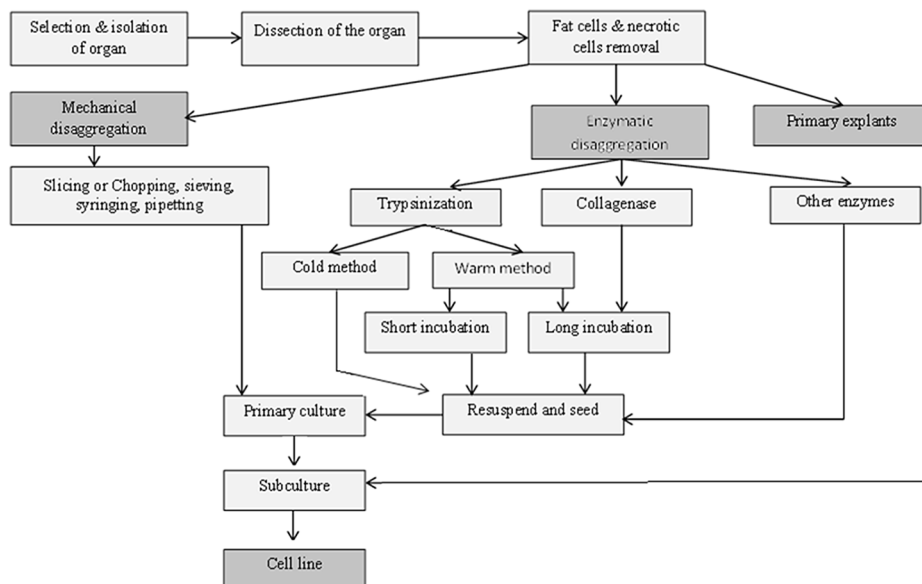 Selection & isolation
of organ
Dissection of the organ
Fat cells & necrotic
cells removal
Mechanical
disaggregation
Enzymatic
disaggregation
Primary explants
Slicing or Chopping, sieving,
syringing, pipetting
Trypsinization
Collagenase
Other enzymes
Cold method
Warm method
Short incubation
Long incubation
Primary culture
Resuspend and seed
Subculture
Cell line